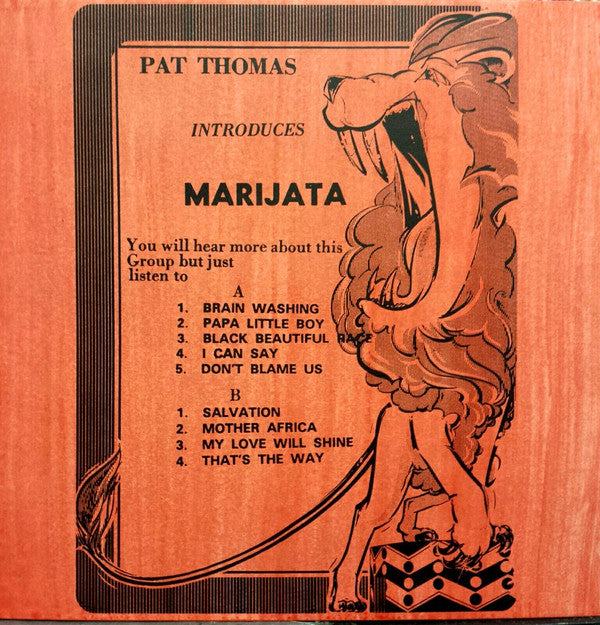 PAT THOMAS
INTRODUCES
MARIJATA
You will hear more about this
Group but just
listen to
A
1. BRAIN WASHING
2. PAPA LITTLE BOY
3. BLACK BEAUTIFUL RACE
4. I CAN SAY
5. DON'T BLAME US
B
1. SALVATION
2. MOTHER AFRICA
3. MY LOVE WILL SHINE
4. THAT'S THE WAY